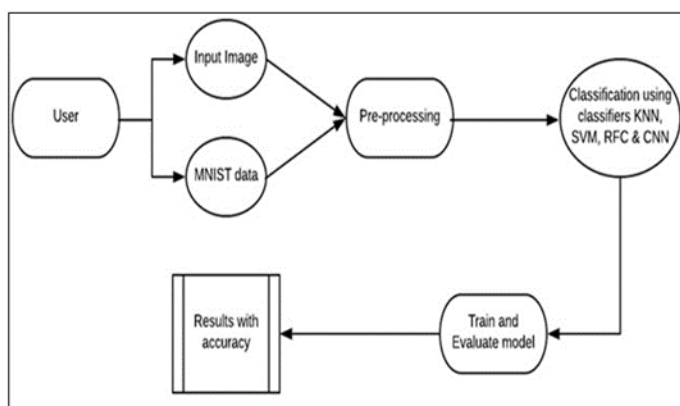 User
Input Image
MNIST data
Pre-processing
Classification using
classifiers KNN,
SVM, RFC & CNN
Train and
Evaluate model
Results with
accuracy